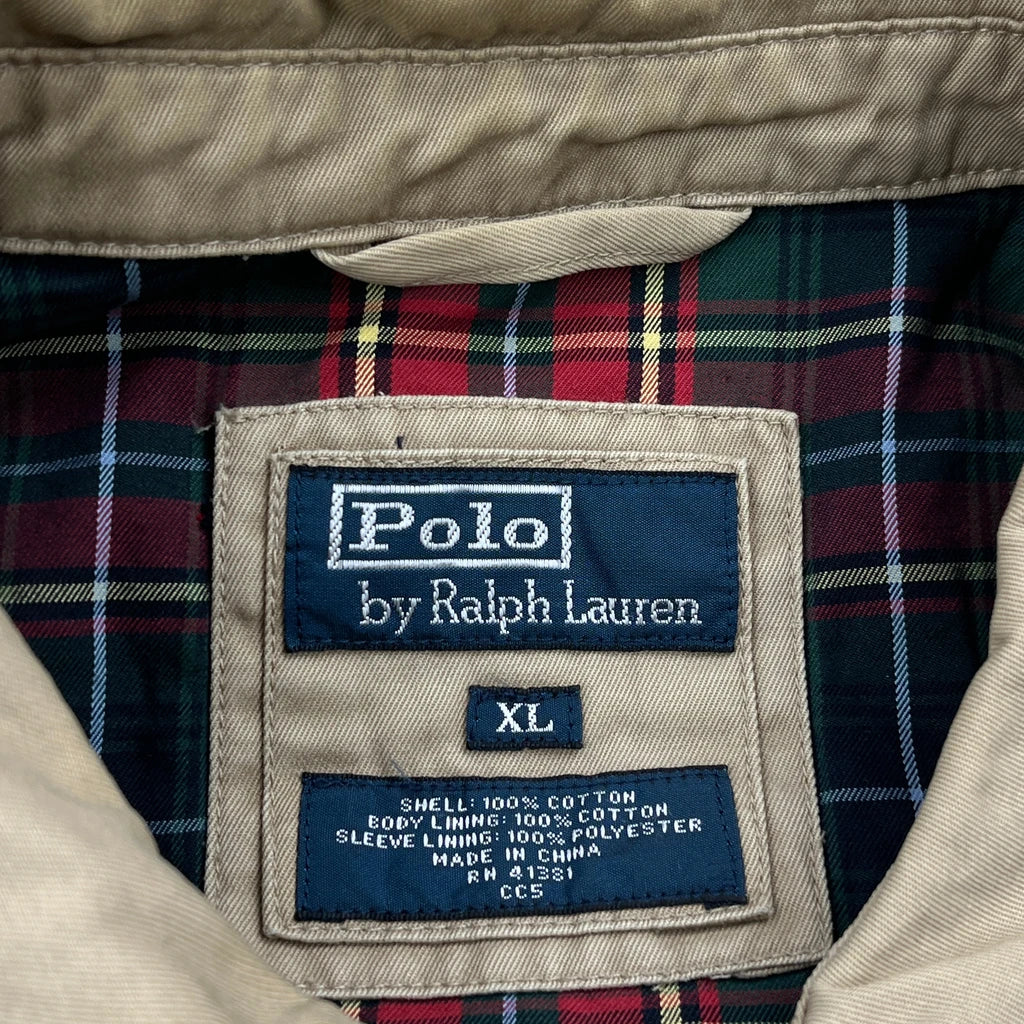 Polo
by Ralph Lauren
XL
SHELL: 100% COTTON
BODY LINING: 100% COTTON
SLEEVE LINING: 100% POLYESTER
MADE IN CHINA
RN 41381
CC5